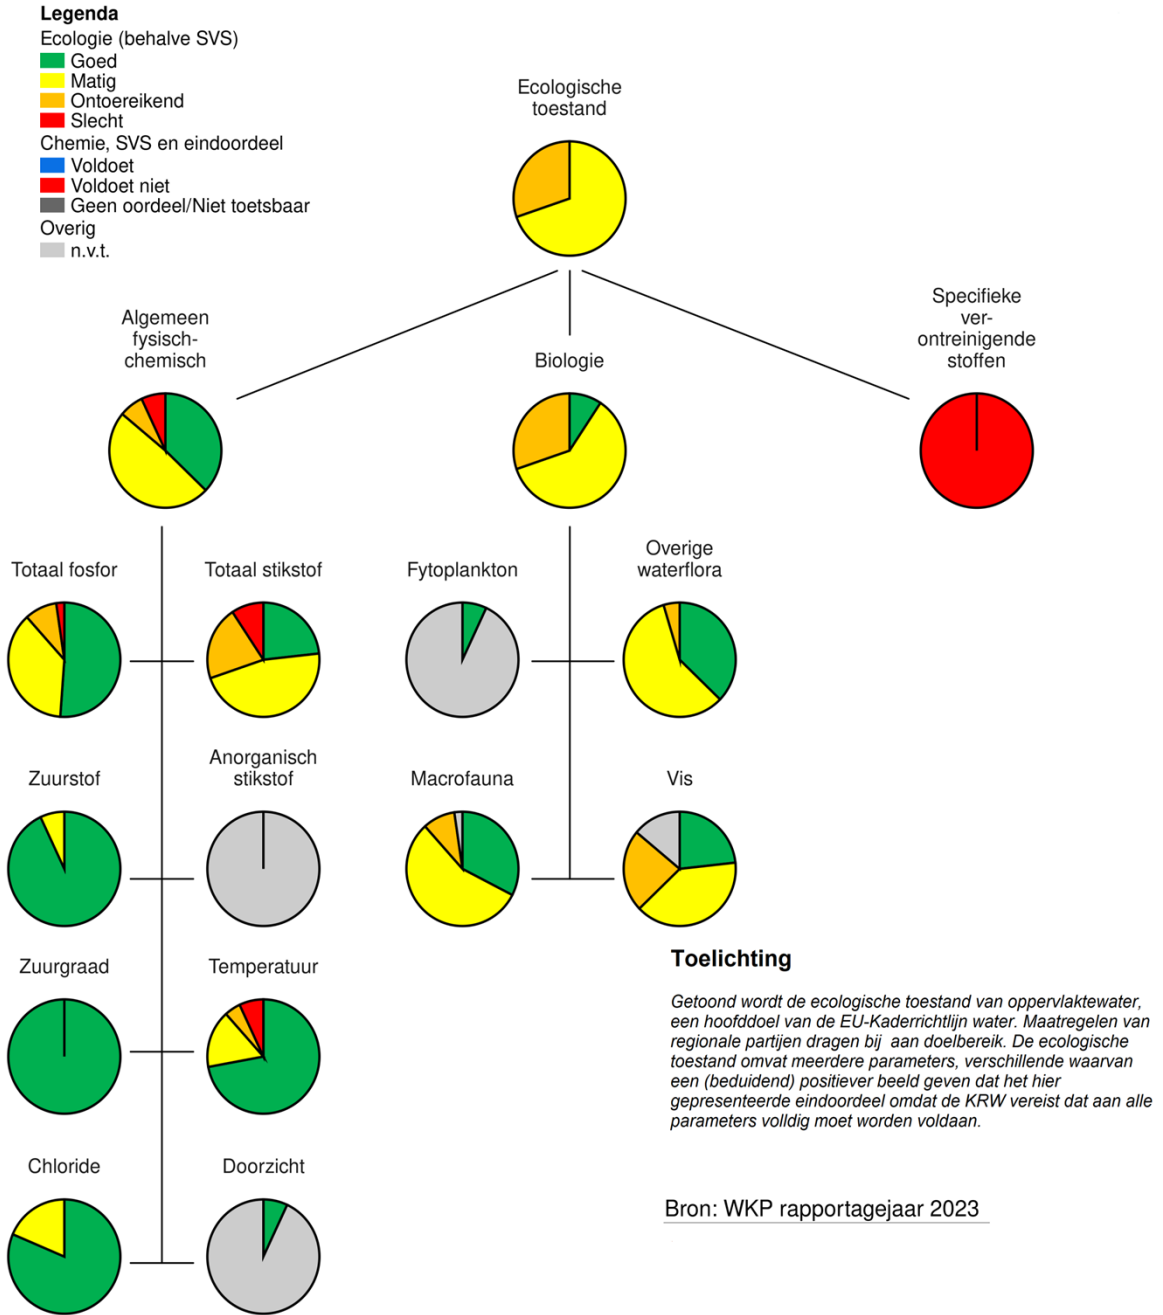 Legenda
Ecologie (behalve SVS)
Goed
Matig
Ontoereikend
Slecht
Chemie, SVS en eindoordeel
Voldoet
Voldoet niet
Geen oordeel/Niet toetsbaar
Overig
n.v.t.
Ecologische
toestand
Algemeen
fysisch-
chemisch
Biologie
Specifieke
ver-
ontreinigende
stoffen
Totaal fosfor
Totaal stikstof
Fytoplankton
Overige
waterflora
Zuurstof
Anorganisch
stikstof
Macrofauna
Vis
Zuurgraad
Temperatuur
Chloride
Doorzicht
Toelichting
Getoond wordt de ecologische toestand van oppervlaktewater,
een hoofddoel van de EU-Kaderrichtlijn water. Maatregelen van
regionale partijen dragen bij aan doelbereik. De ecologische
toestand omvat meerdere parameters, verschillende waarvan
een (beduidend) positiever beeld geven dat het hier
gepresenteerde eindoordeel omdat de KRW vereist dat aan alle
parameters volldig moet worden voldaan.
Bron: WKP rapportagejaar 2023